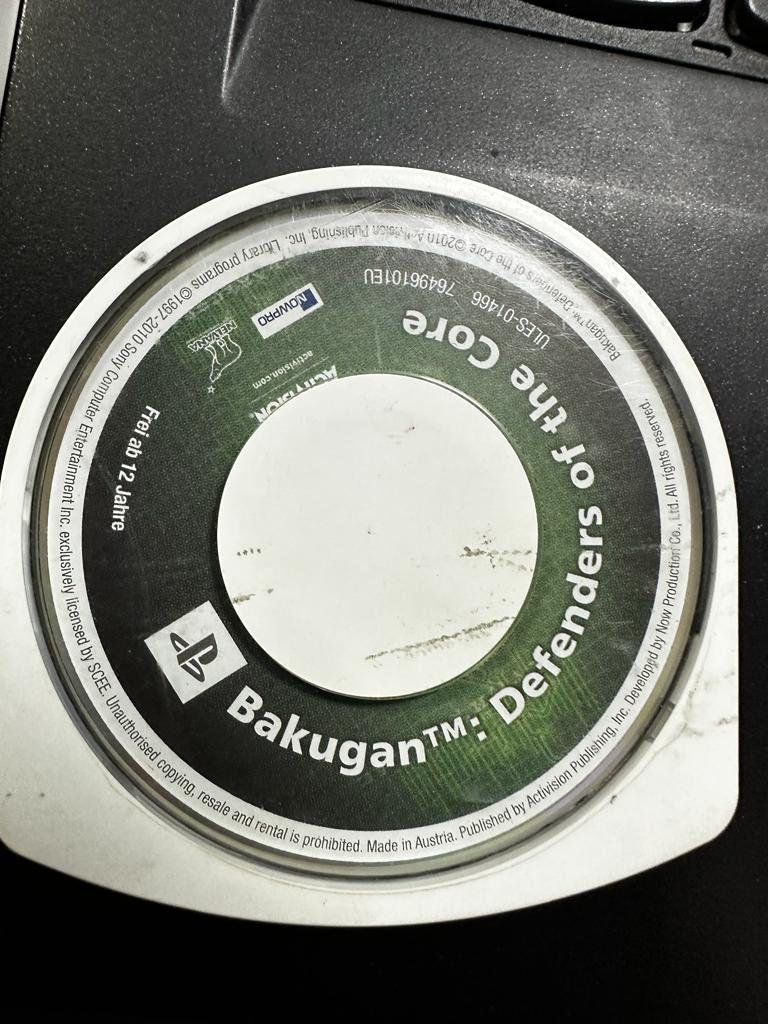 Bakugan™: Defenders of the Core
ULES-01466 76496101EU
NOWPRO
NELVANA
ACTIVISION.
activision.com
Frei ab 12 Jahre
Bakugan™: Defenders of the Core ©2010 Activision Publishing, Inc. Library programs ©1997-2010 Sony Computer Entertainment Inc. exclusively licensed by SCEE. Unauthorised copying, resale and rental is prohibited. Made in Austria. Published by Activision Publishing, Inc. Developed by Now Production Co., Ltd. All rights reserved.